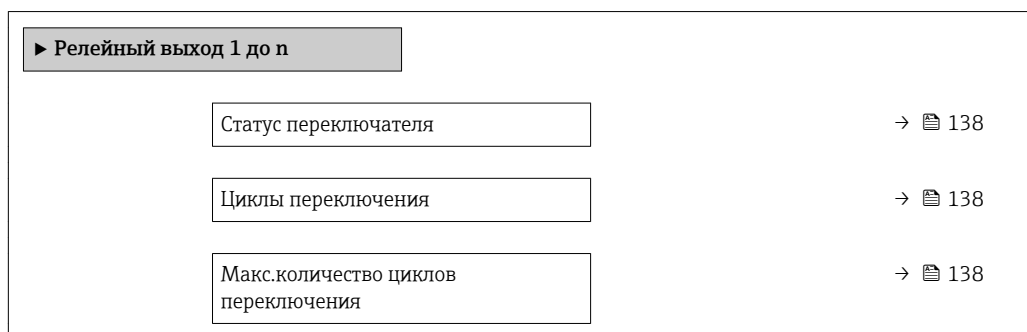 ▶ Релейный выход 1 до n
Статус переключателя → 138
Циклы переключения → 138
Макс.количество циклов → 138
переключения